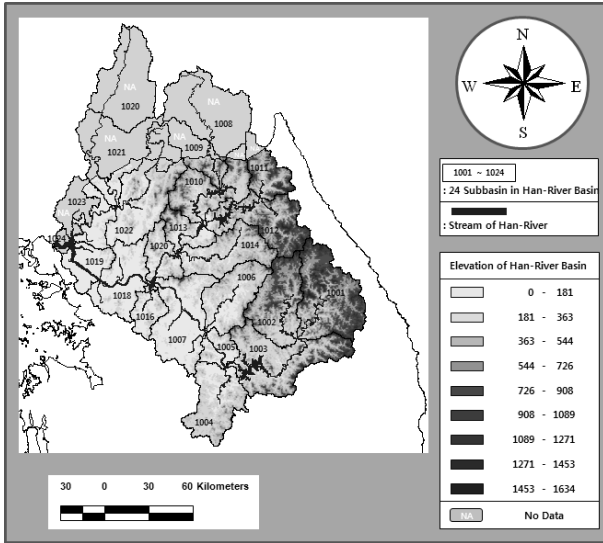 NA
1020
NA
1008
NA
1021
NA
1009
1011
1010
1023
NA
1013
1022
1012
1024
1020
1014
1019
1006
1018
1001
1016
1002
1007
1005
1003
1004
30 0 30 60 Kilometers
N
W E
S
1001 ~ 1024
: 24 Subbasin in Han-River Basin
: Stream of Han-River
Elevation of Han-River Basin
0 - 181
181 - 363
363 - 544
544 - 726
726 - 908
908 - 1089
1089 - 1271
1271 - 1453
1453 - 1634
NA No Data